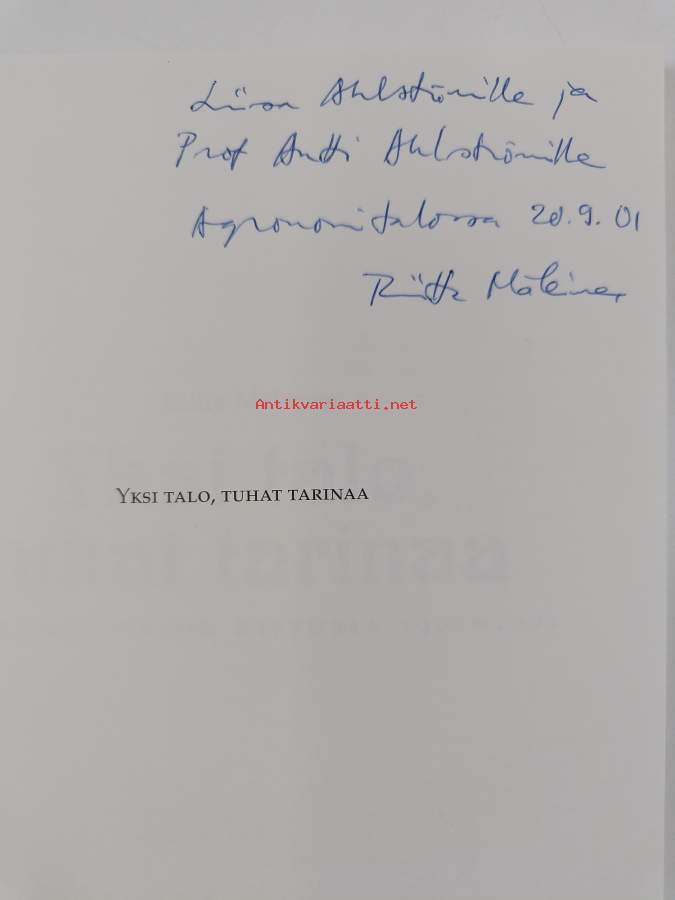 Liisa Ahlströmille ja
Prof Antti Ahlströmille
Agronomitalossa 20.9.01
Riitta Mäkinen
Antikvariaatti.net
YKSI TALO, TUHAT TARINAA